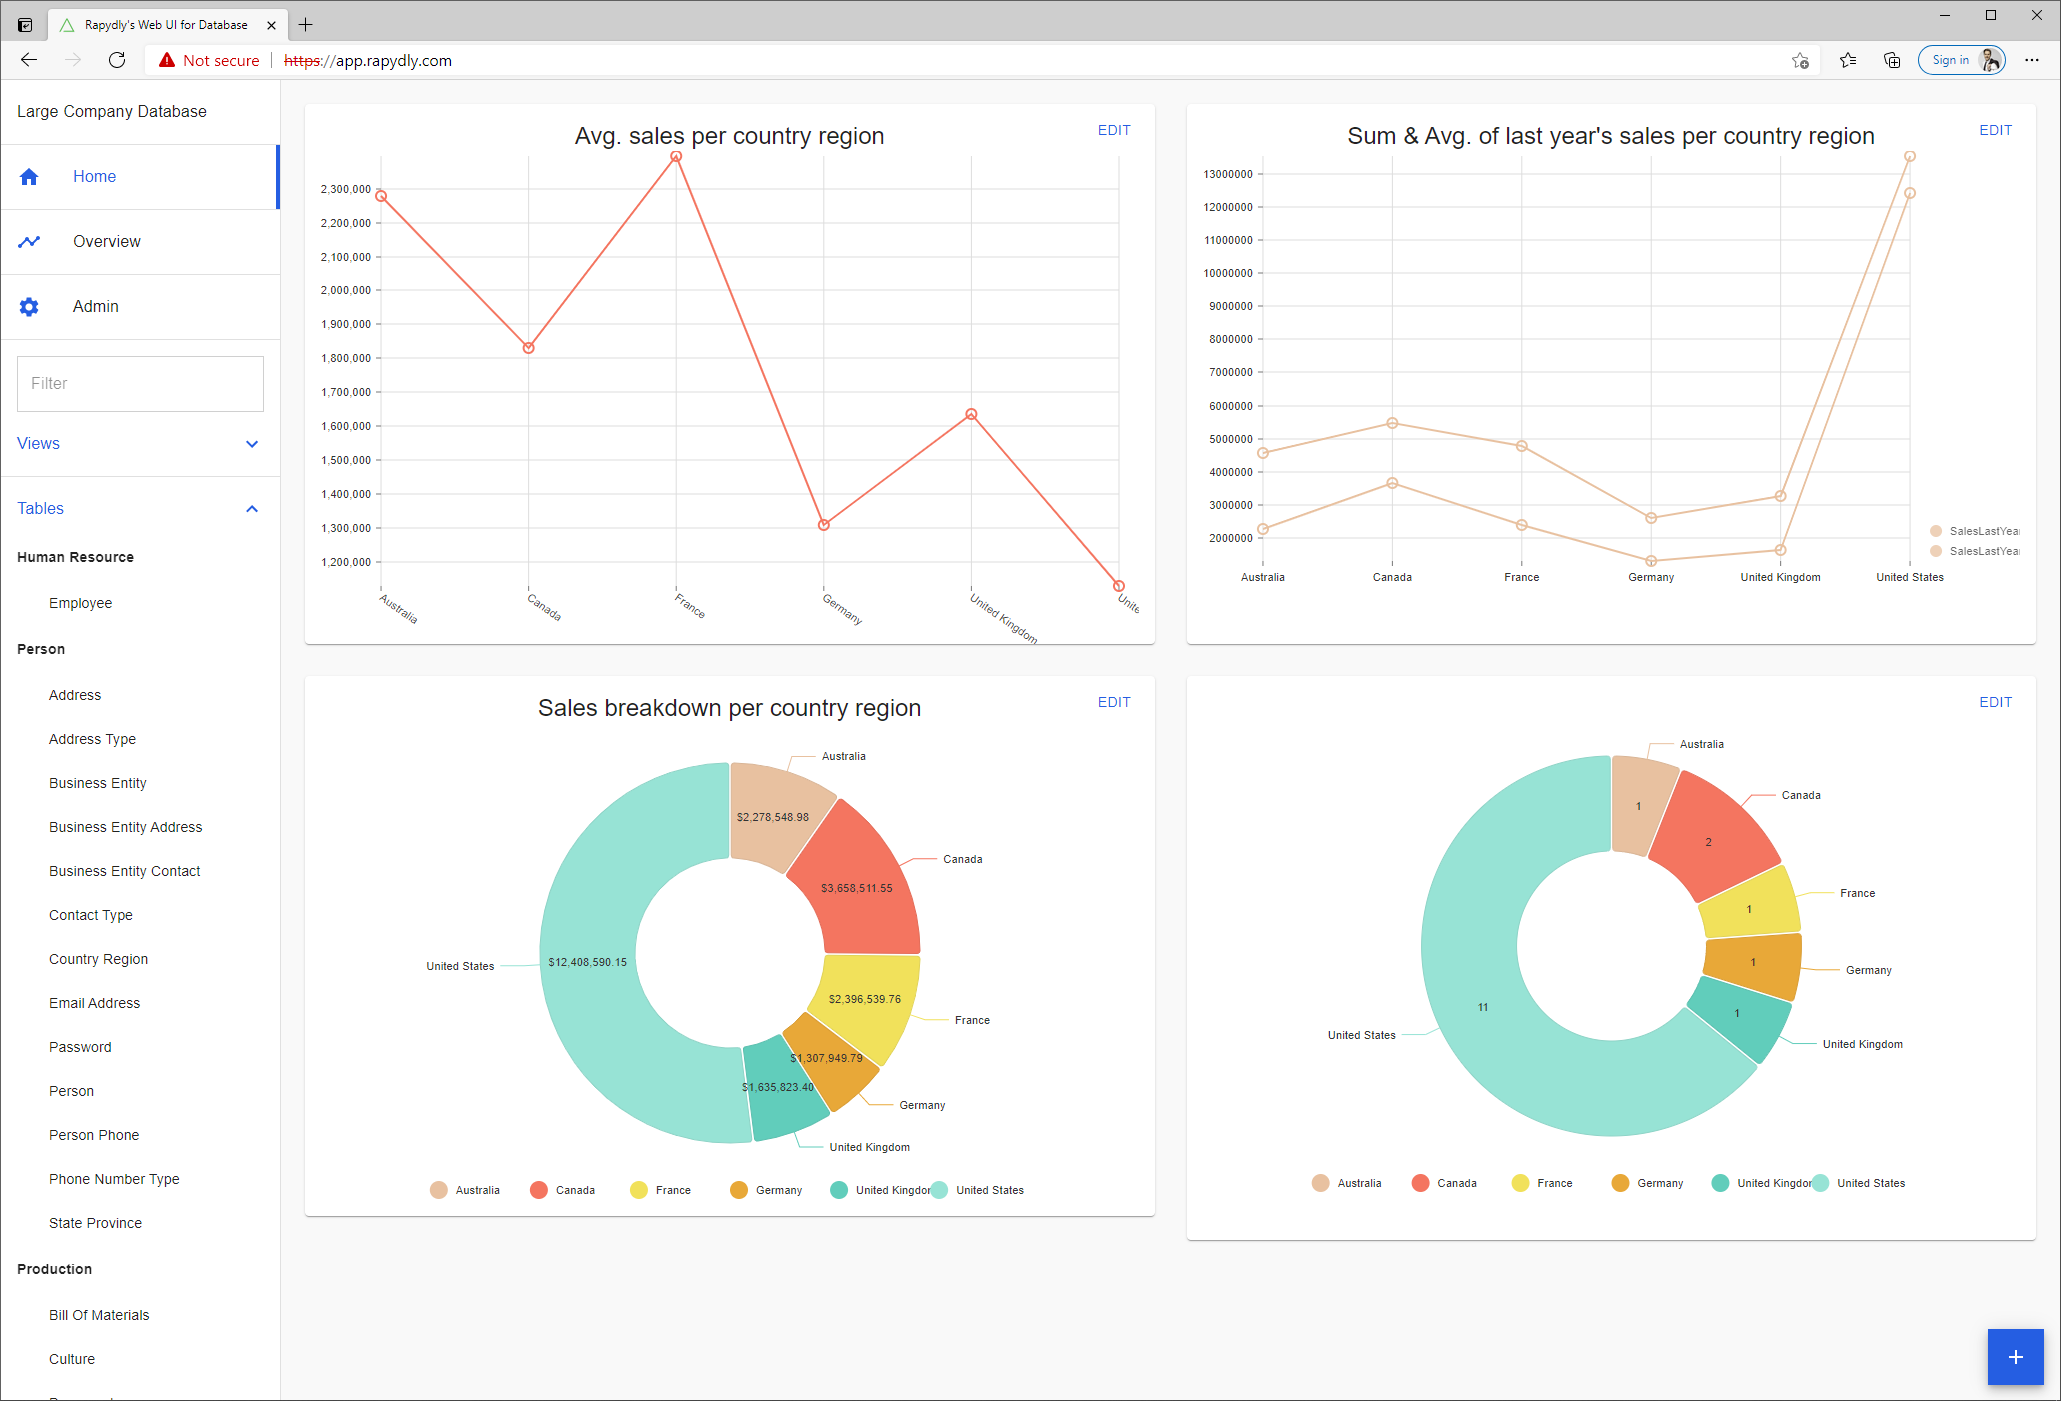 Rapydly's Web UI for Database
Not secure
https://app.rapydly.com
Sign in
Large Company Database
Home
Overview
Admin
Filter
Views
Tables
Human Resource
Employee
Person
Address
Address Type
Business Entity
Business Entity Address
Business Entity Contact
Contact Type
Country Region
Email Address
Password
Person
Person Phone
Phone Number Type
State Province
Production
Bill Of Materials
Culture
Avg. sales per country region
EDIT
2,300,000
2,200,000
2,100,000
2,000,000
1,900,000
1,800,000
1,700,000
1,600,000
1,500,000
1,400,000
1,300,000
1,200,000
Australia
Canada
France
Germany
United Kingdom
Unite
Sum & Avg. of last year's sales per country region
EDIT
13000000
12000000
11000000
10000000
9000000
8000000
7000000
6000000
5000000
4000000
3000000
2000000
Australia
Canada
France
Germany
United Kingdom
United States
SalesLastYear
SalesLastYear
Sales breakdown per country region
EDIT
Australia
$2,278,548.98
Canada
$3,658,511.55
United States
$12,408,590.15
$2,396,539.76
France
$1,307,949.79
$1,635,823.40
Germany
United Kingdom
Australia
Canada
France
Germany
United Kingdom
United States
EDIT
Australia
Canada
1
2
France
1
1
Germany
11
1
United States
United Kingdom
Australia
Canada
France
Germany
United Kingdom
United States